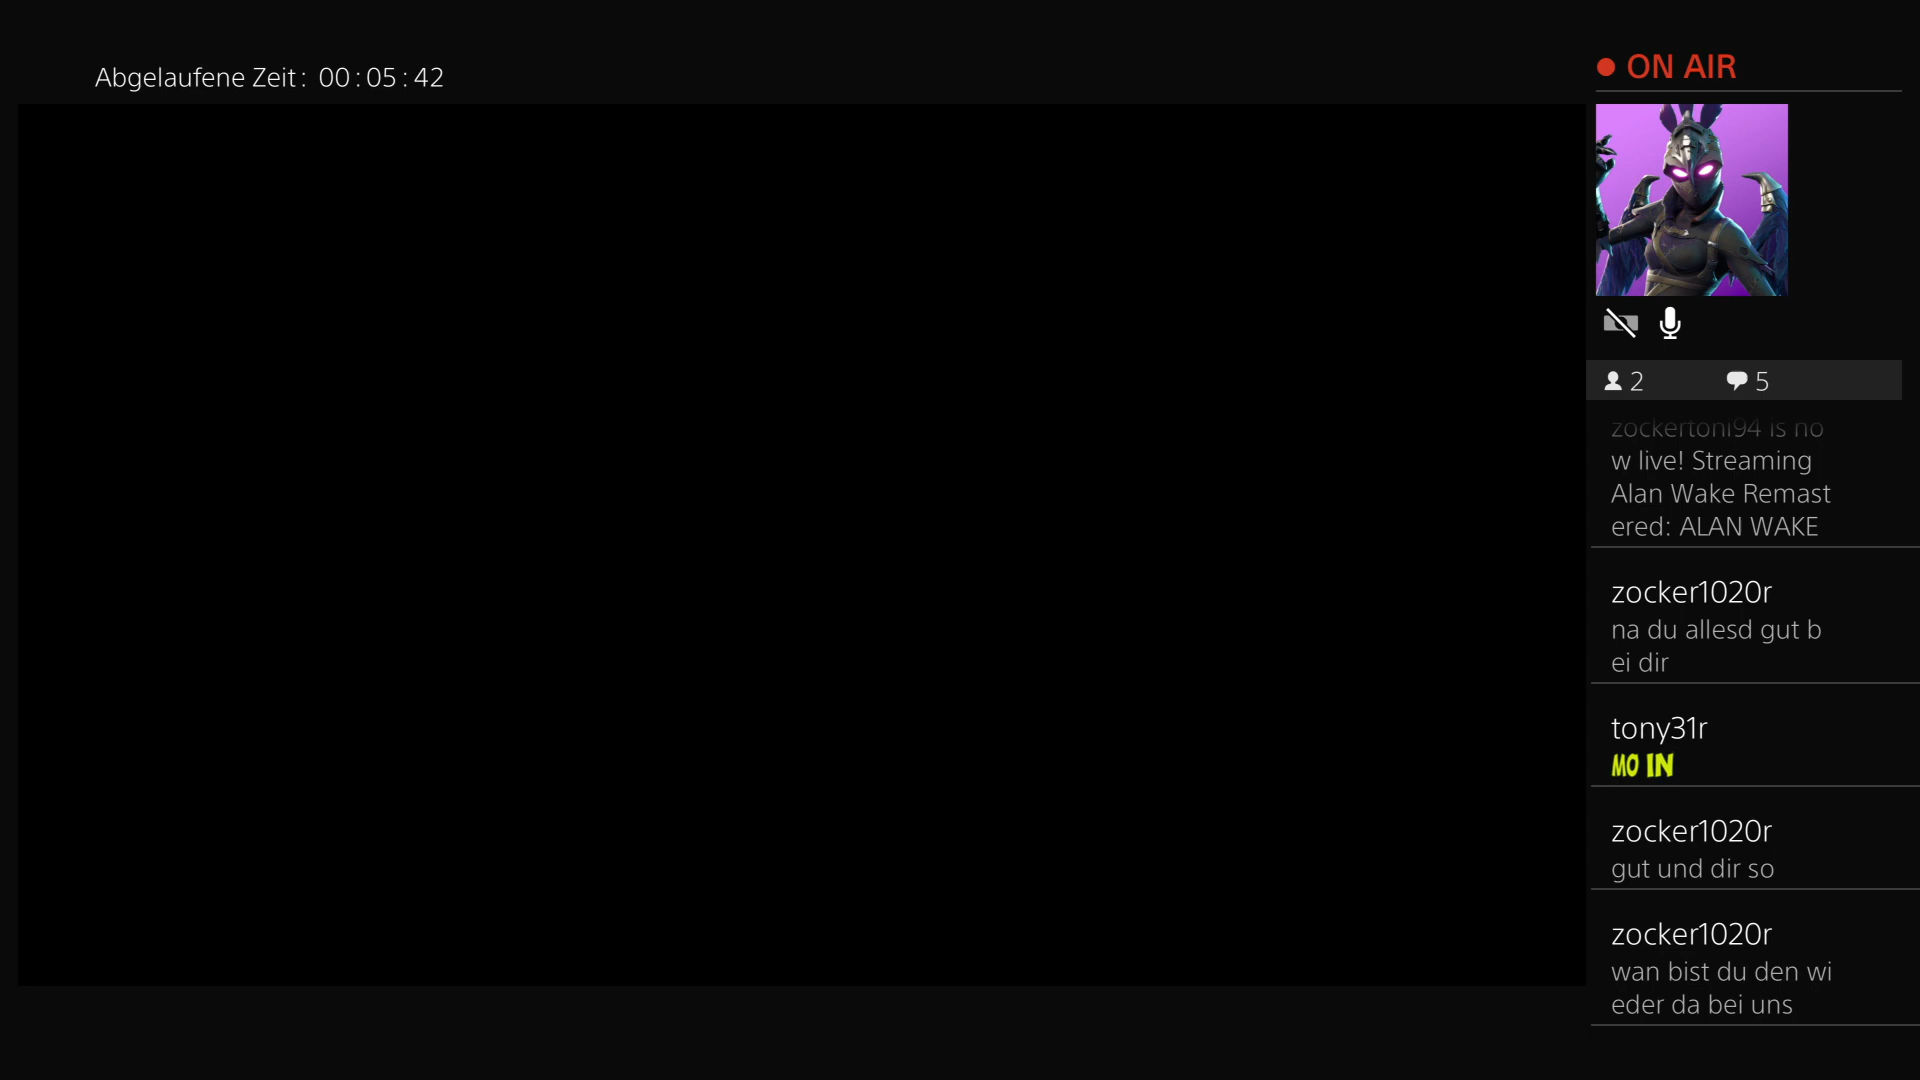 Abgelaufene Zeit: 00:05:42
ON AIR
2 5
zockertoni94 is no
w live! Streaming
Alan Wake Remast
ered: ALAN WAKE
zocker1020r
na du allesd gut b
ei dir
tony31r
MO IN
zocker1020r
gut und dir so
zocker1020r
wan bist du den wi
eder da bei uns